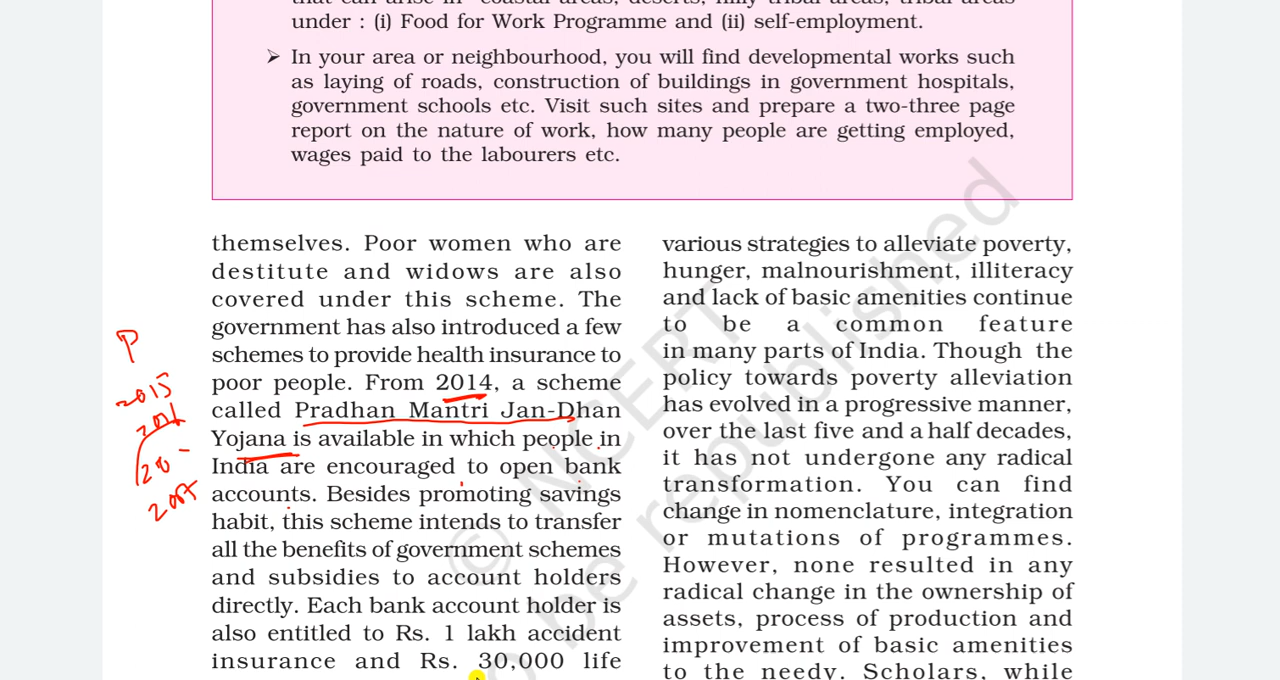 under : (i) Food for Work Programme and (ii) self-employment.
➤ In your area or neighbourhood, you will find developmental works such
as laying of roads, construction of buildings in government hospitals,
government schools etc. Visit such sites and prepare a two-three page
report on the nature of work, how many people are getting employed,
wages paid to the labourers etc.
themselves. Poor women who are
destitute and widows are also
covered under this scheme. The
government has also introduced a few
schemes to provide health insurance to
poor people. From 2014, a scheme
called Pradhan Mantri Jan-Dhan
Yojana is available in which people in
India are encouraged to open bank
accounts. Besides promoting savings
habit, this scheme intends to transfer
all the benefits of government schemes
and subsidies to account holders
directly. Each bank account holder is
also entitled to Rs. 1 lakh accident
insurance and Rs. 30,000 life
various strategies to alleviate poverty,
hunger, malnourishment, illiteracy
and lack of basic amenities continue
to be a common feature
in many parts of India. Though the
policy towards poverty alleviation
has evolved in a progressive manner,
over the last five and a half decades,
it has not undergone any radical
transformation. You can find
change in nomenclature, integration
or mutations of programmes.
However, none resulted in any
radical change in the ownership of
assets, process of production and
improvement of basic amenities
to the needy. Scholars, while
P
2015
© NCERT
be republished